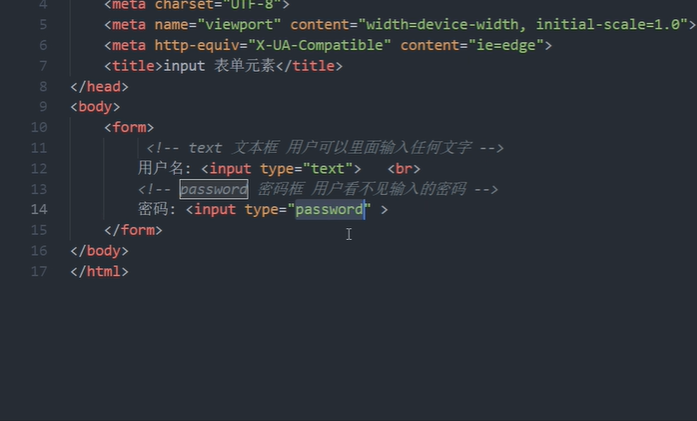 4 <meta charset="UTF-8">
5 <meta name="viewport" content="width=device-width, initial-scale=1.0">
6 <meta http-equiv="X-UA-Compatible" content="ie=edge">
7 <title>input 表单元素</title>
8 </head>
9 <body>
10 <form>
11 <!-- text 文本框 用户可以里面输入任何文字 -->
12 用户名: <input type="text"> <br>
13 <!-- password 密码框 用户看不见输入的密码 -->
14 密码: <input type="password" >
15 </form>
16 </body>
17 </html>